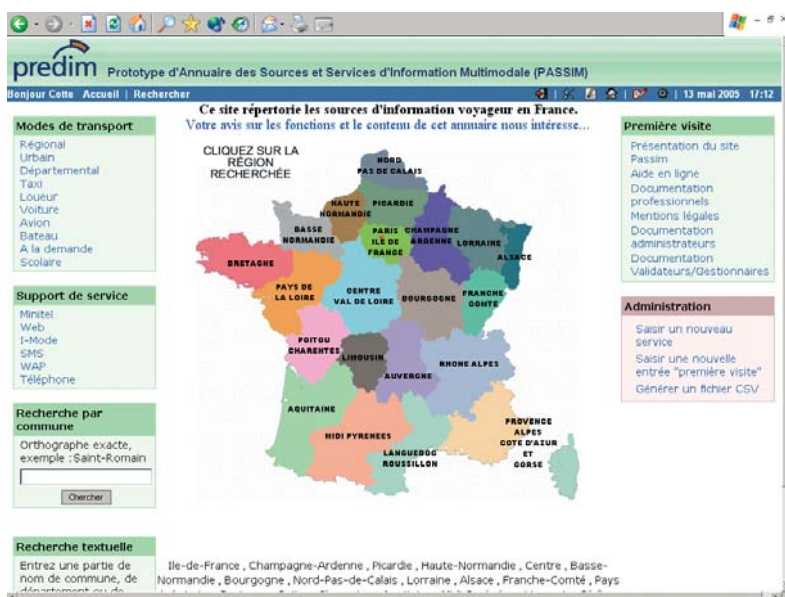 predim Prototype d'Annuaire des Sources et Services d'Information Multimodale (PASSIM)
Bonjour Cotte Accueil | Rechercher
13 mai 2005 17:12
Ce site répertorie les sources d'information voyageur en France.
Votre avis sur les fonctions et le contenu de cet annuaire nous intéresse...
Modes de transport
Régional
Urbain
Départemental
Taxi
Loueur
Voiture
Avion
Bateau
A la demande
Scolaire
Support de service
Minitel
Web
I-Mode
SMS
WAP
Téléphone
Recherche par
commune
Orthographe exacte,
exemple :Saint-Romain
Chercher
Recherche textuelle
Entrez une partie de
nom de commune, de
département ou de
CLIQUEZ SUR LA
RÉGION
RECHERCHÉE
NORD
PAS DE CALAIS
HAUTE
NORMANDIE
PICARDIE
BASSE
NORMANDIE
PARIS
ILE DE
FRANCE
CHAMPAGNE
ARDENNE
LORRAINE
ALSACE
BRETAGNE
PAYS DE
LA LOIRE
CENTRE
VAL DE LOIRE
BOURGOGNE
FRANCHE
COMTE
POITOU
CHARENTES
LIMOUSIN
AUVERGNE
RHONE ALPES
AQUITAINE
MIDI PYRENEES
LANGUEDOC
ROUSSILLON
PROVENCE
ALPES
COTE D'AZUR
ET
CORSE
Ile-de-France , Champagne-Ardenne , Picardie , Haute-Normandie , Centre , Basse-
Normandie , Bourgogne , Nord-Pas-de-Calais , Lorraine , Alsace , Franche-Comté , Pays
Première visite
Présentation du site
Passim
Aide en ligne
Documentation
professionnels
Mentions légales
Documentation
administrateurs
Documentation
Validateurs/Gestionnaires
Administration
Saisir un nouveau
service
Saisir une nouvelle
entrée "première visite"
Générer un fichier CSV